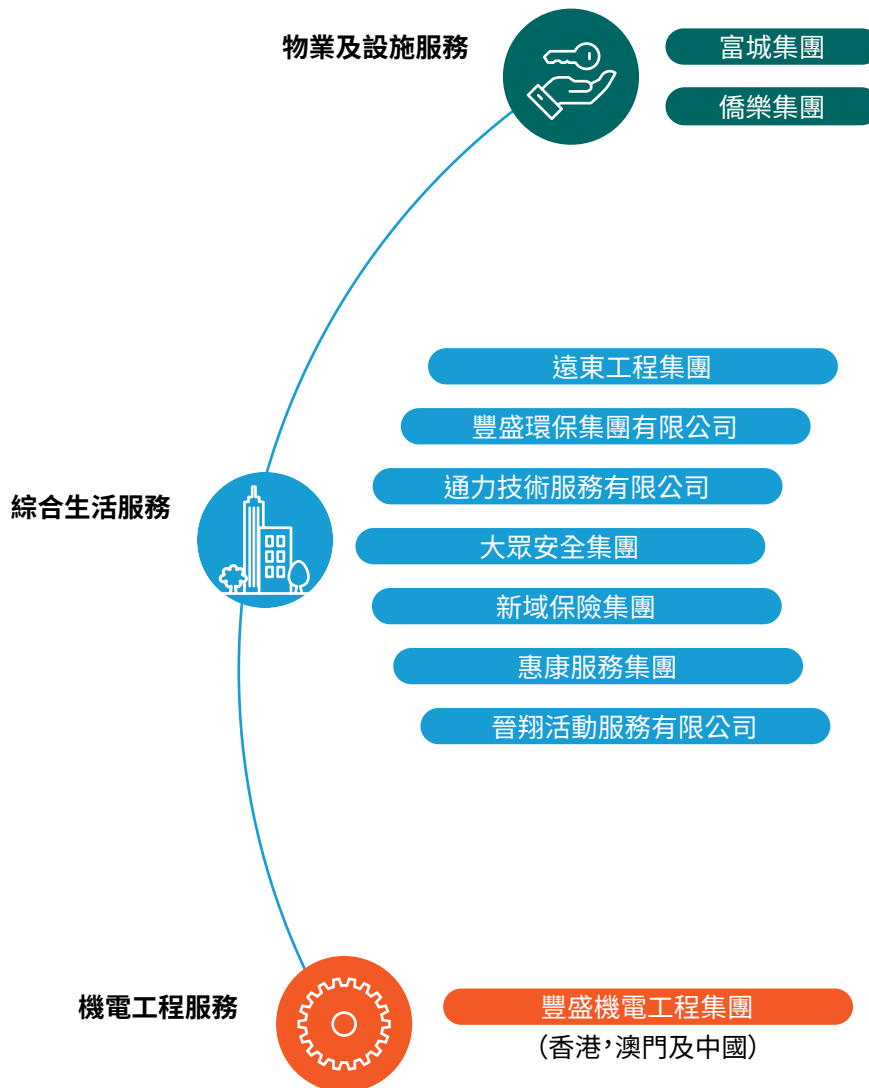 物業及設施服務
富城集團
僑樂集團
遠東工程集團
豐盛環保集團有限公司
綜合生活服務
通力技術服務有限公司
大眾安全集團
新域保險集團
惠康服務集團
晉翔活動服務有限公司
機電工程服務
豐盛機電工程集團
（香港，澳門及中國）